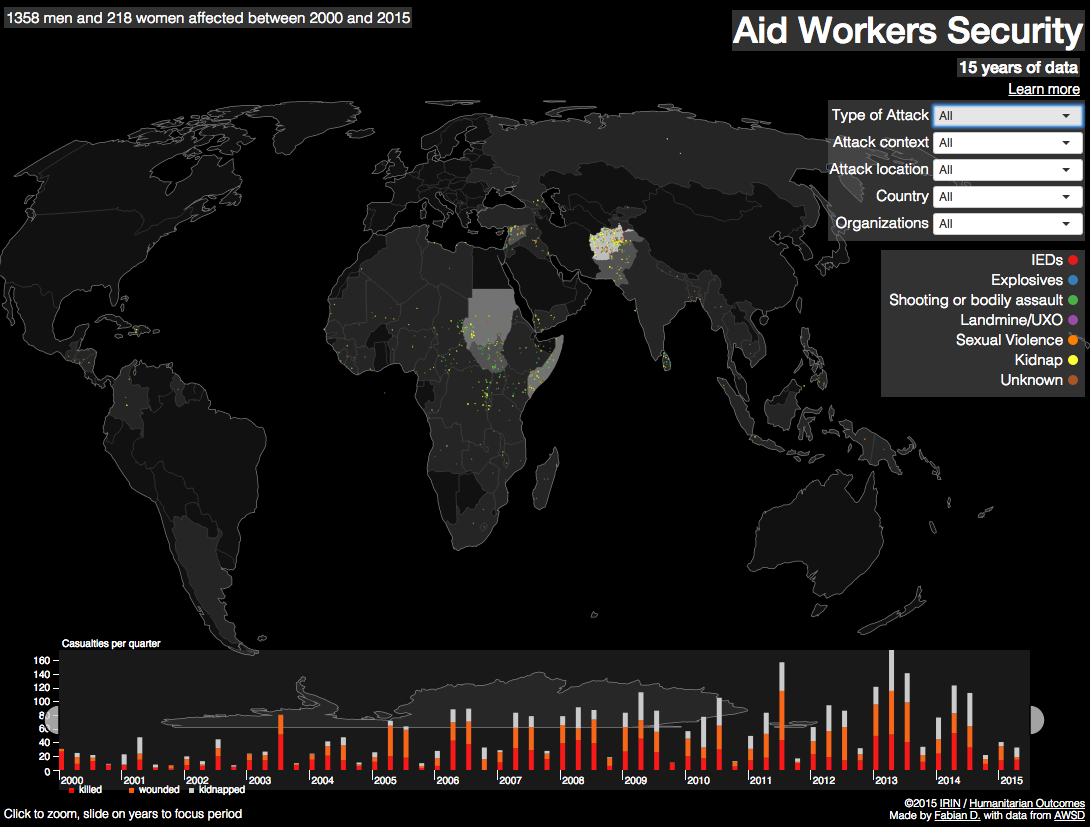 1358 men and 218 women affected between 2000 and 2015
Aid Workers Security
15 years of data
Learn more
Type of Attack All
Attack context All
Attack location All
Country All
Organizations All
IEDs
Explosives
Shooting or bodily assault
Landmine/UXO
Sexual Violence
Kidnap
Unknown
Casualties per quarter
160
140
120
100
80
60
40
20
0
2000 2001 2002 2003 2004 2005 2006 2007 2008 2009 2010 2011 2012 2013 2014 2015
killed wounded kidnapped
Click to zoom, slide on years to focus period
©2015 IRIN / Humanitarian Outcomes
Made by Fabian D. with data from AWSD